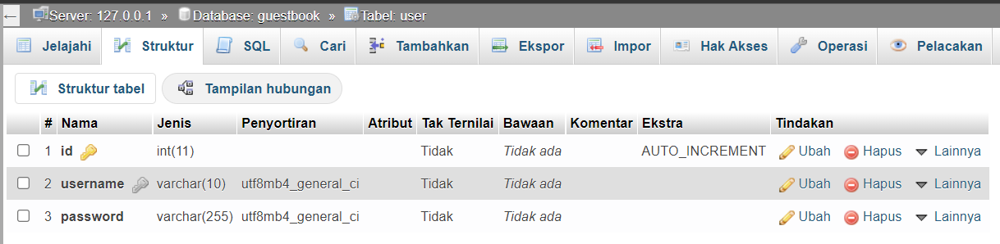 ← Server: 127.0.0.1 » Database: guestbook » Tabel: user
Jelajahi Struktur SQL Cari Tambahkan Ekspor Impor Hak Akses Operasi Pelacakan
Struktur tabel Tampilan hubungan
# Nama Jenis Penyortiran Atribut Tak Ternilai Bawaan Komentar Ekstra Tindakan
1 id int(11) Tidak Tidak ada AUTO_INCREMENT Ubah Hapus Lainnya
2 username varchar(10) utf8mb4_general_ci Tidak Tidak ada Ubah Hapus Lainnya
3 password varchar(255) utf8mb4_general_ci Tidak Tidak ada Ubah Hapus Lainnya